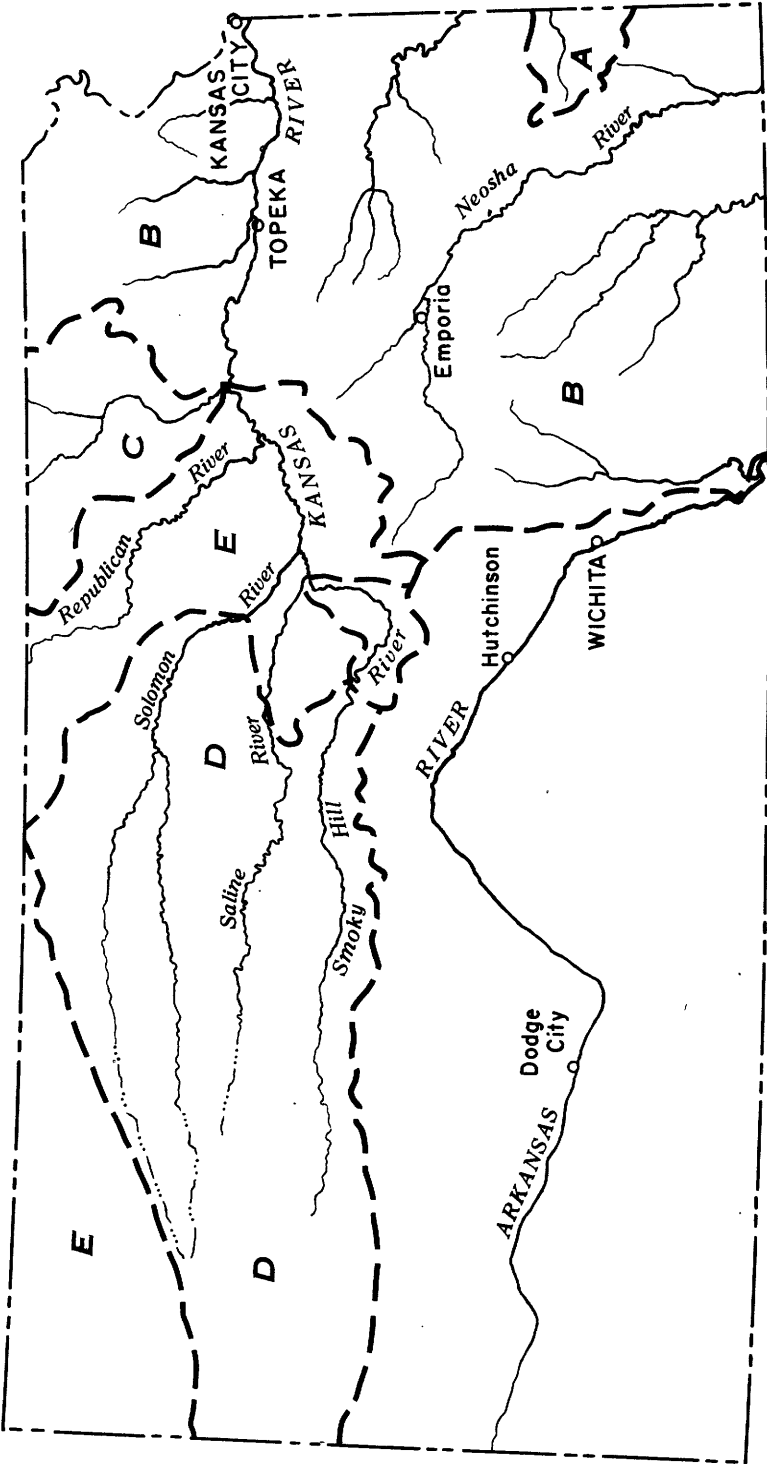 E
D
Solomon
River
D
Saline
River
Smoky
Hill
River
Republican
River
E
C
KANSAS
RIVER
B
TOPEKA
KANSAS
CITY
Emporia
Neosha
River
A
B
ARKANSAS
RIVER
Dodge
City
Hutchinson
WICHITA